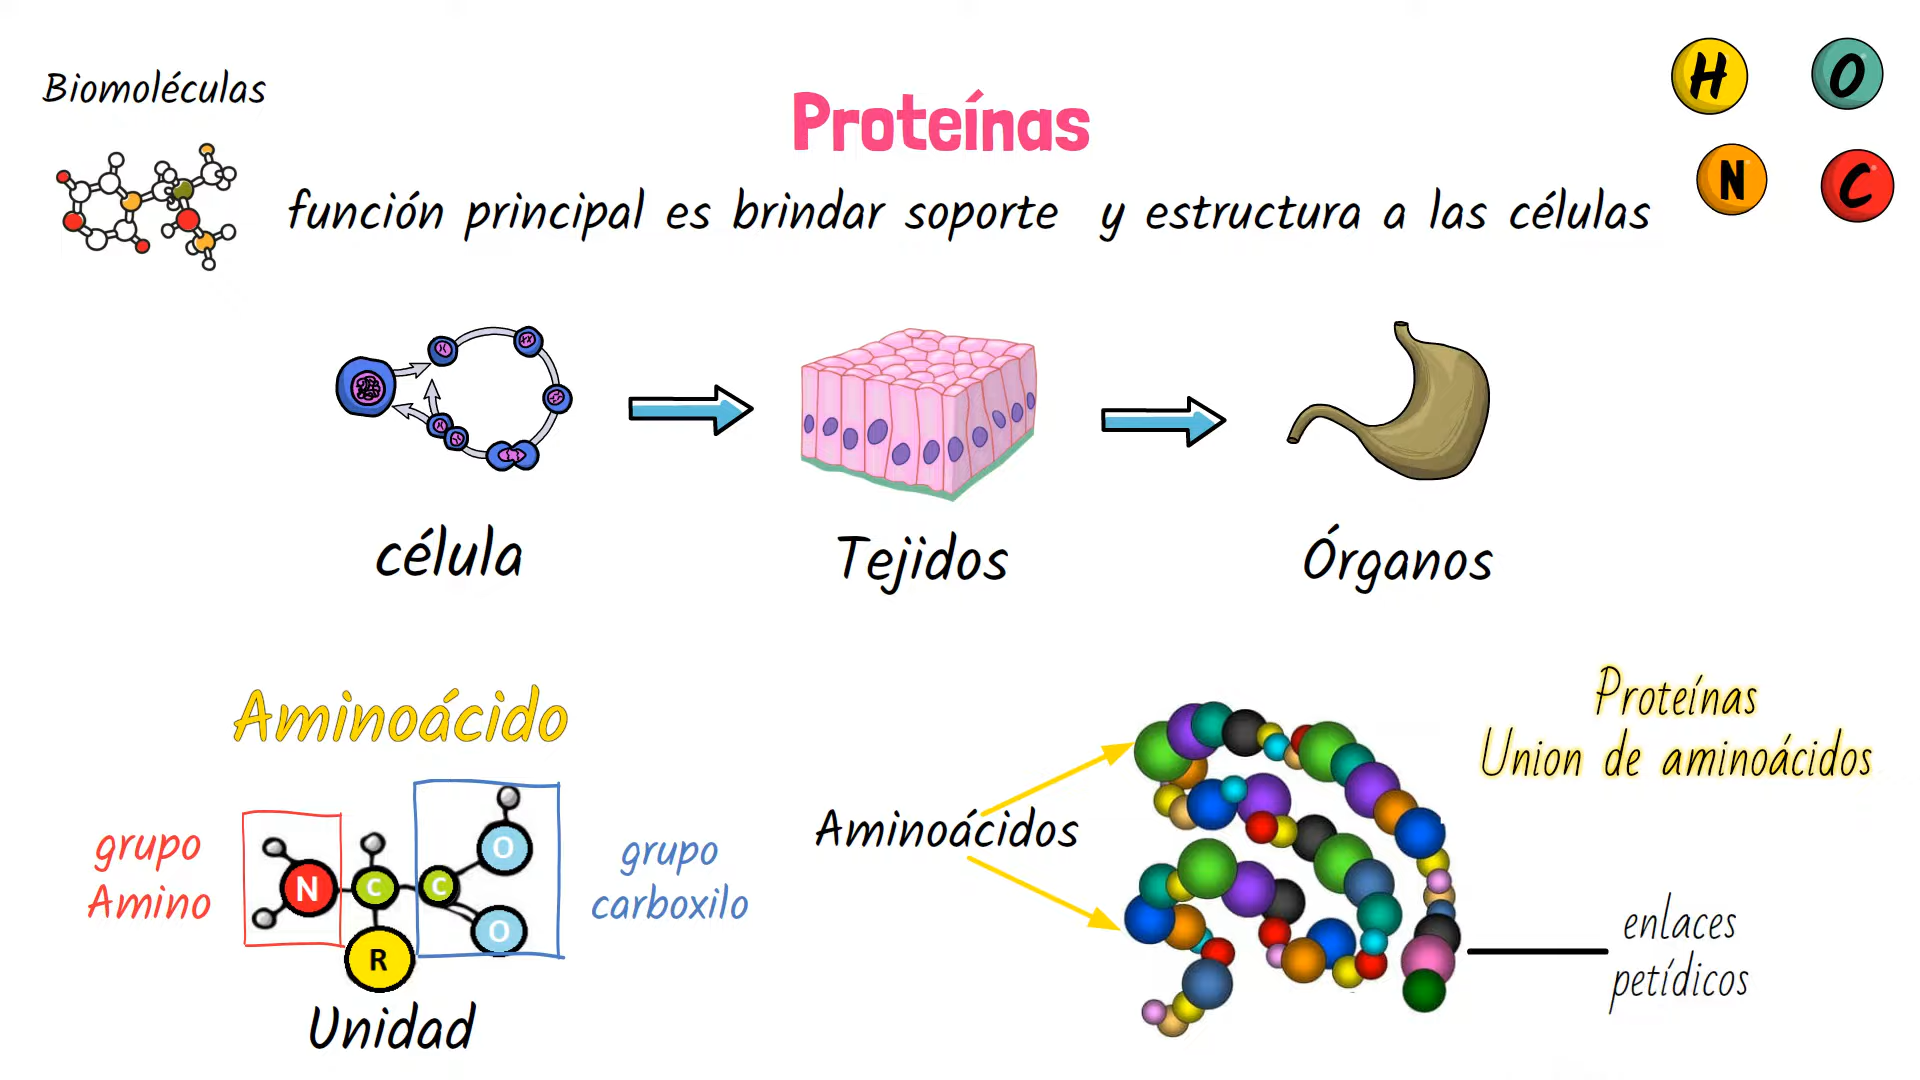 Biomoléculas
Proteínas
H
O
N
C
función principal es brindar soporte y estructura a las células
célula
Tejidos
Órganos
Aminoácido
grupo
Amino
N
C
C
O
O
R
grupo
carboxilo
Unidad
Aminoácidos
Proteínas
Union de aminoácidos
enlaces
petídicos